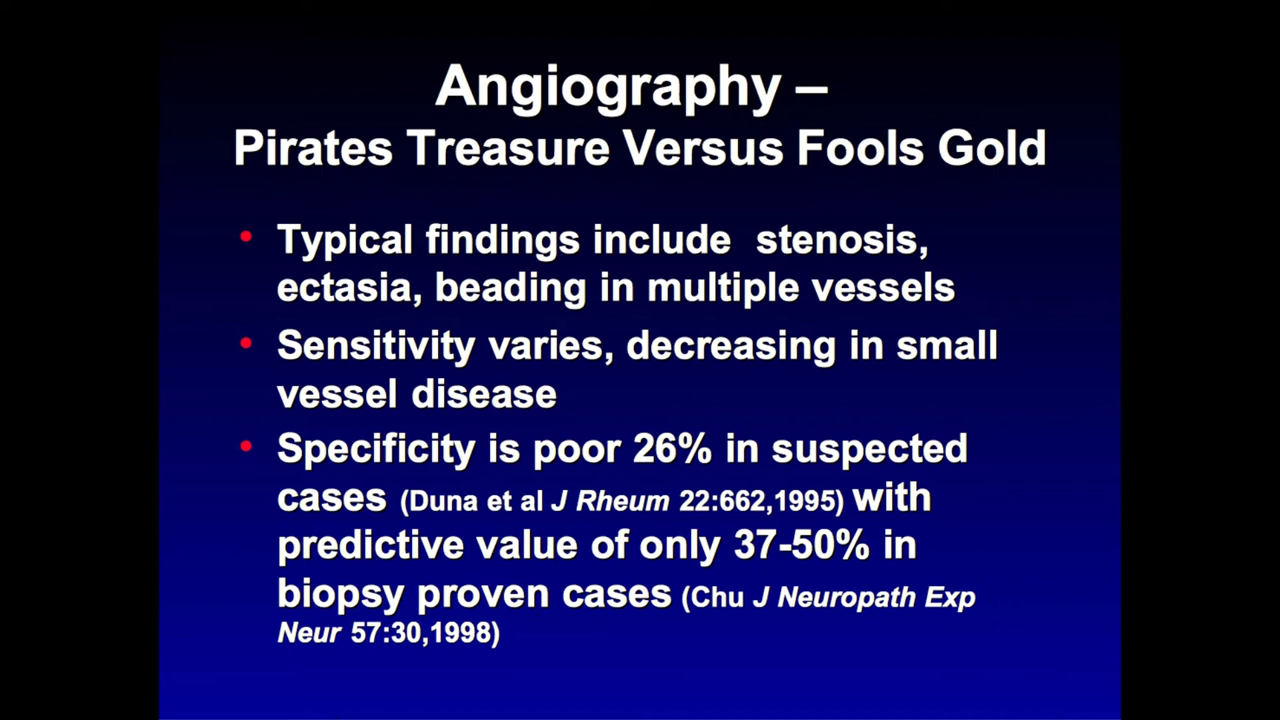 Angiography –
Pirates Treasure Versus Fools Gold
• Typical findings include  stenosis,
ectasia, beading in multiple vessels
• Sensitivity varies, decreasing in small
vessel disease
• Specificity is poor 26% in suspected
cases (Duna et al J Rheum 22:662,1995) with
predictive value of only 37-50% in
biopsy proven cases (Chu J Neuropath Exp
Neur 57:30,1998)